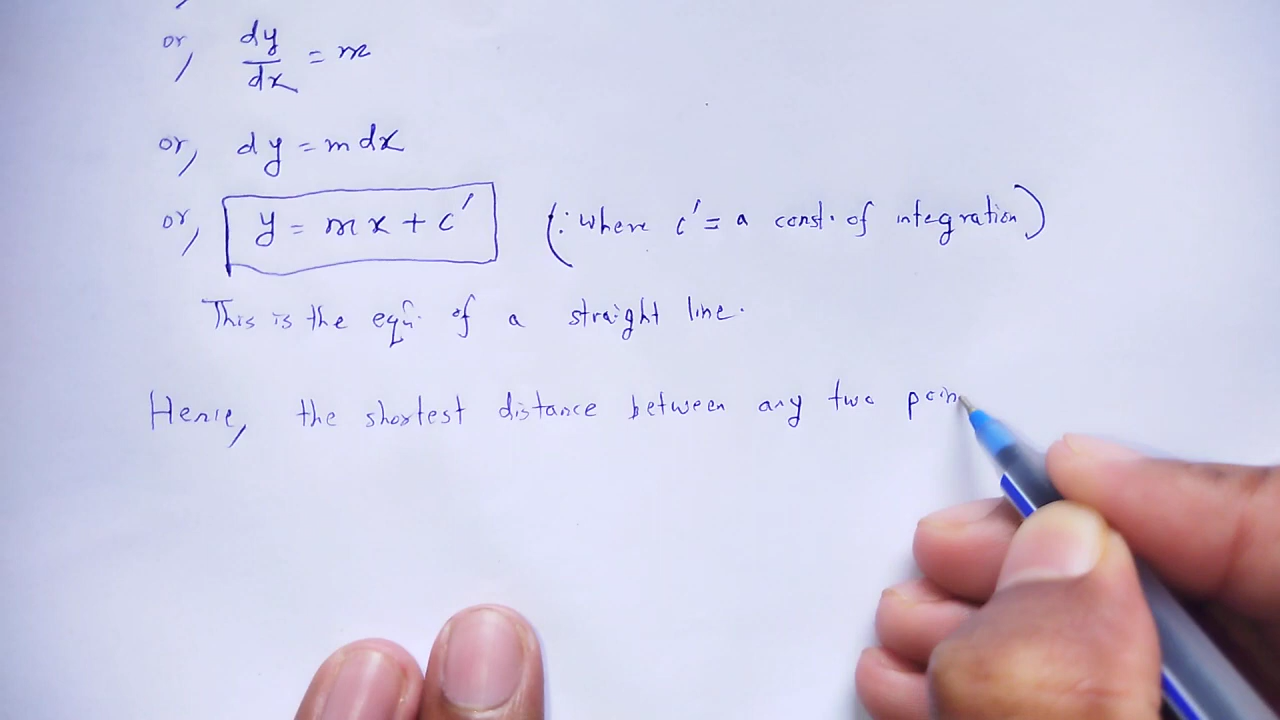 or, dy/dx = m
or, dy = m dx
or, y = mx + c' (∵ where c' = a const. of integration)
This is the eqn. of a straight line.
Hence, the shortest distance between any two poin